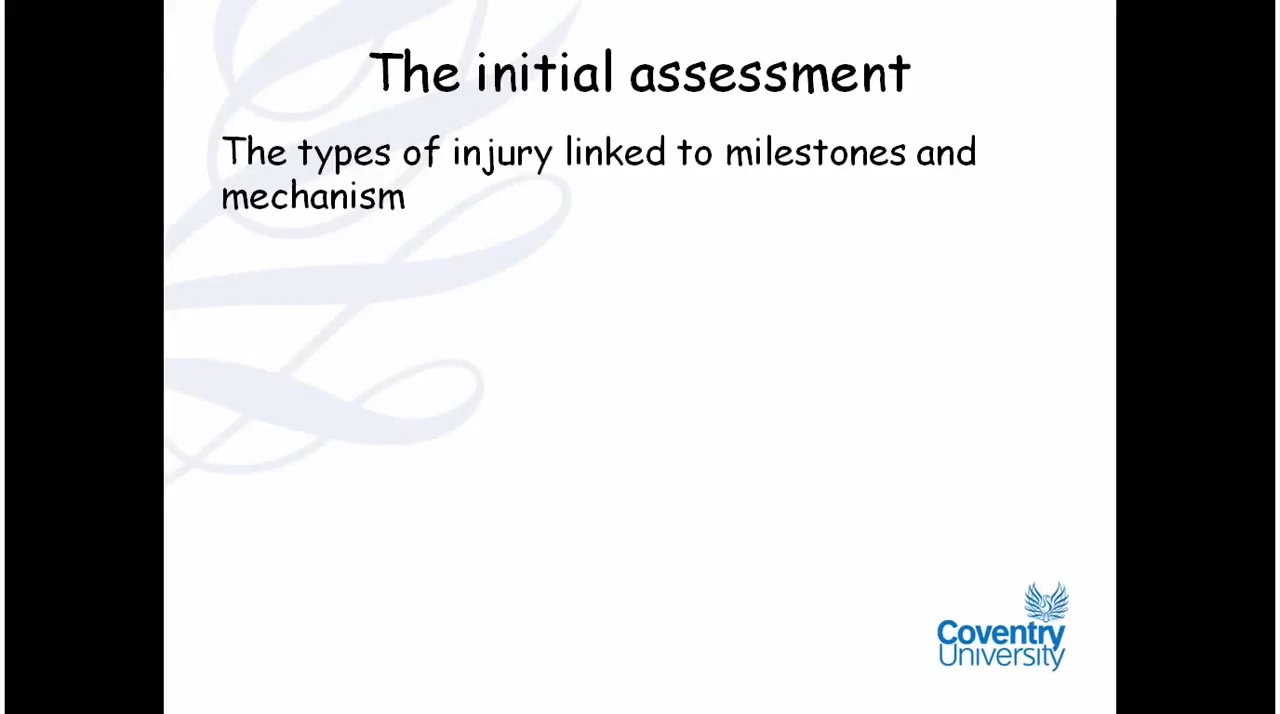 The initial assessment
The types of injury linked to milestones and
mechanism
Coventry
University